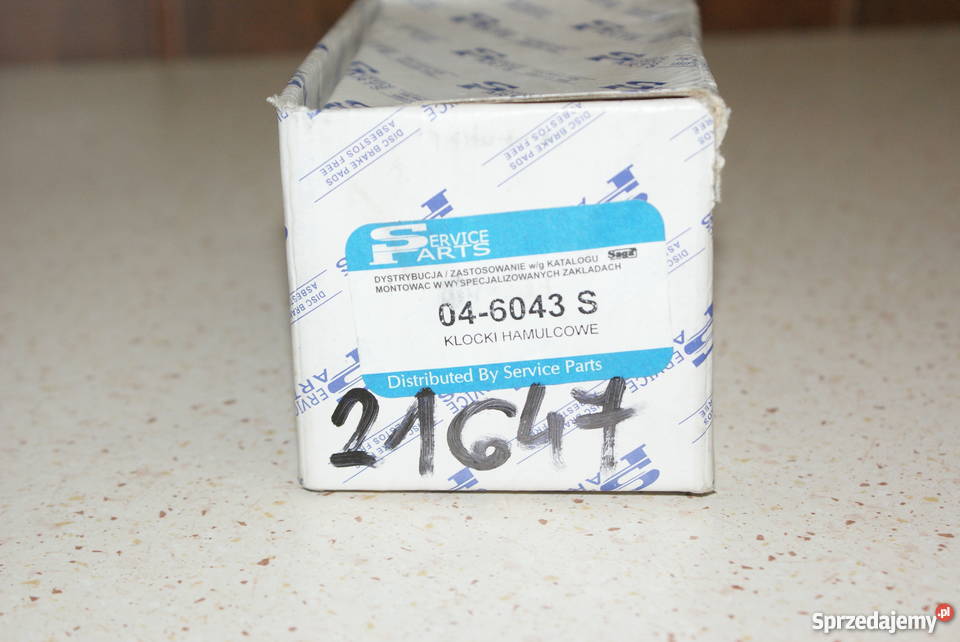 DISC BRAKE PADS
ASBESTOS FREE
SERVICE
PARTS
DYSTRYBUCJA / ZASTOSOWANIE w/g KATALOGU Saga
MONTOWAC W WYSPECJALIZOWANYCH ZAKLADACH
04-6043 S
KLOCKI HAMULCOWE
Distributed By Service Parts
21647
Sprzedajemy.pl